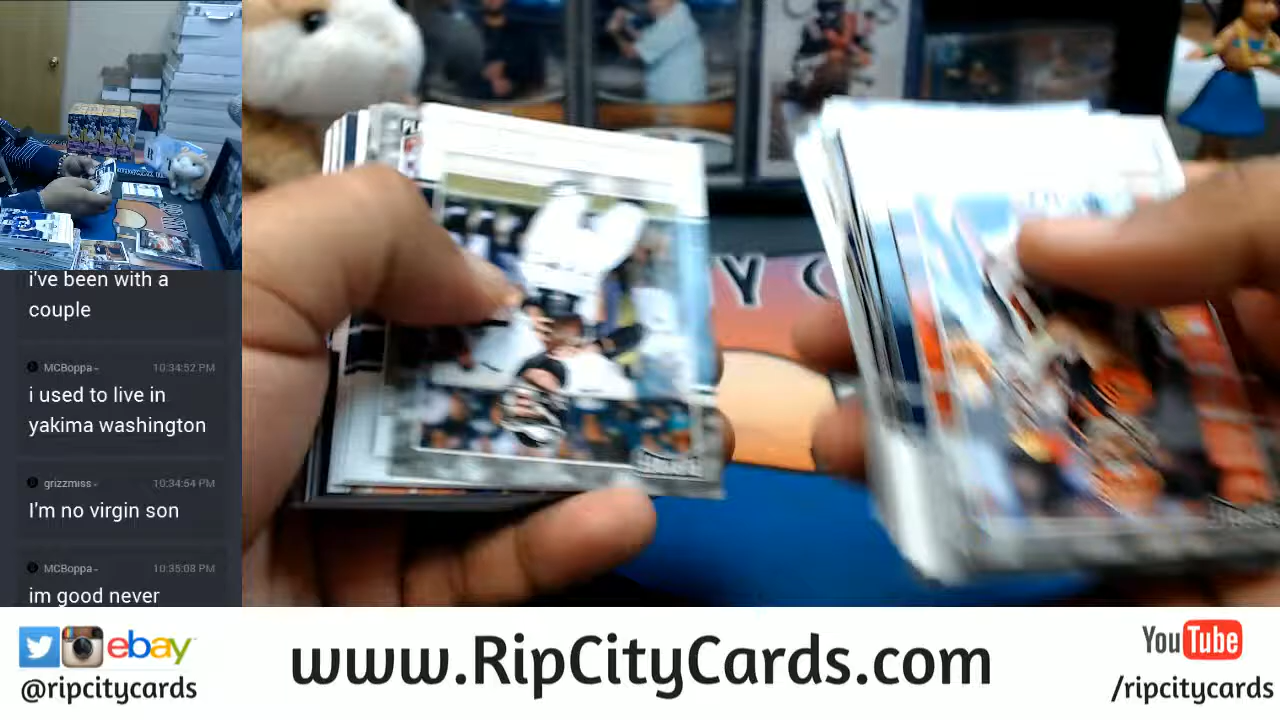 i've been with a
couple
MCBoppa- 10:34:52 PM
i used to live in
yakima washington
grizzmiss- 10:34:54 PM
I'm no virgin son
MCBoppa- 10:35:08 PM
im good never
Y C
ebay
@ripcitycards
www.RipCityCards.com
YouTube
/ripcitycards